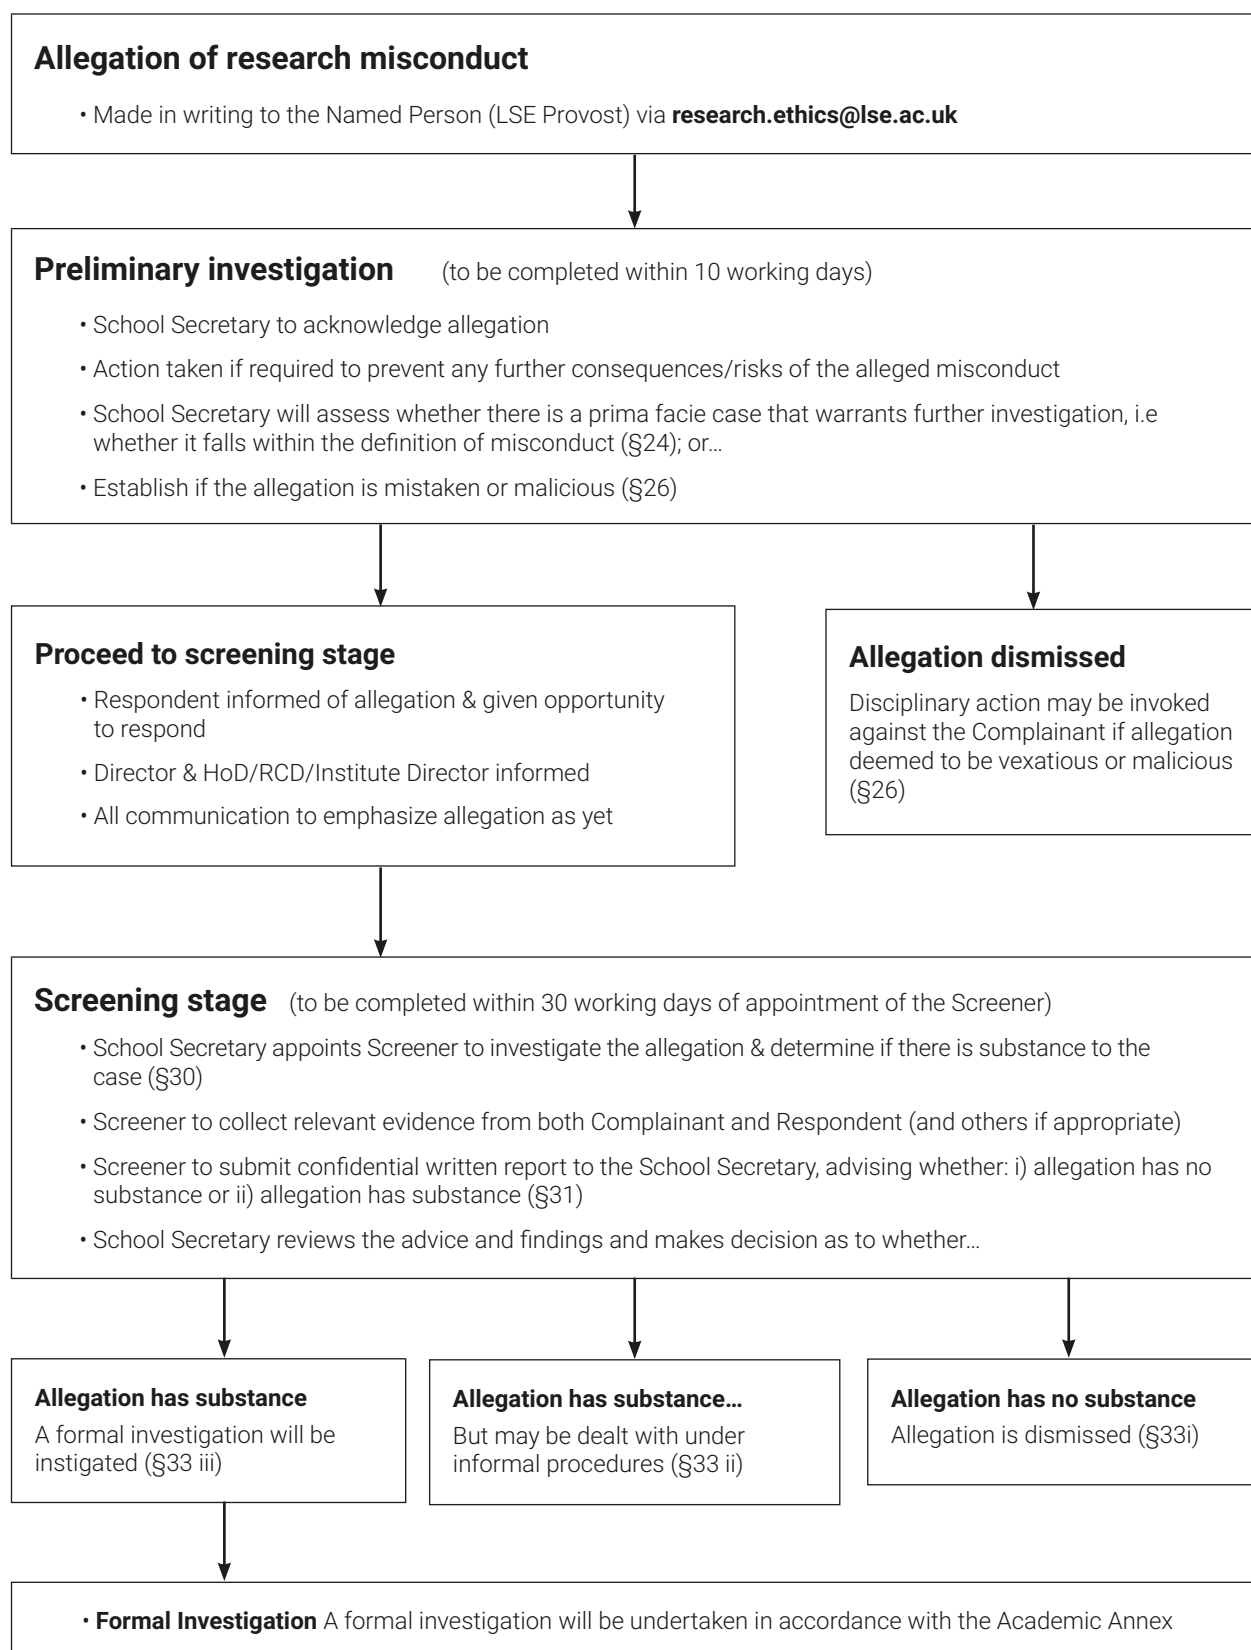 Allegation of research misconduct
• Made in writing to the Named Person (LSE Provost) via research.ethics@lse.ac.uk
Preliminary investigation (to be completed within 10 working days)
• School Secretary to acknowledge allegation
• Action taken if required to prevent any further consequences/risks of the alleged misconduct
• School Secretary will assess whether there is a prima facie case that warrants further investigation, i.e
whether it falls within the definition of misconduct (§24); or…
• Establish if the allegation is mistaken or malicious (§26)
Proceed to screening stage
• Respondent informed of allegation & given opportunity
to respond
• Director & HoD/RCD/Institute Director informed
• All communication to emphasize allegation as yet
Allegation dismissed
Disciplinary action may be invoked
against the Complainant if allegation
deemed to be vexatious or malicious
(§26)
Screening stage (to be completed within 30 working days of appointment of the Screener)
• School Secretary appoints Screener to investigate the allegation & determine if there is substance to the
case (§30)
• Screener to collect relevant evidence from both Complainant and Respondent (and others if appropriate)
• Screener to submit confidential written report to the School Secretary, advising whether: i) allegation has no
substance or ii) allegation has substance (§31)
• School Secretary reviews the advice and findings and makes decision as to whether…
Allegation has substance
A formal investigation will be
instigated (§33 iii)
Allegation has substance…
But may be dealt with under
informal procedures (§33 ii)
Allegation has no substance
Allegation is dismissed (§33i)
• Formal Investigation A formal investigation will be undertaken in accordance with the Academic Annex